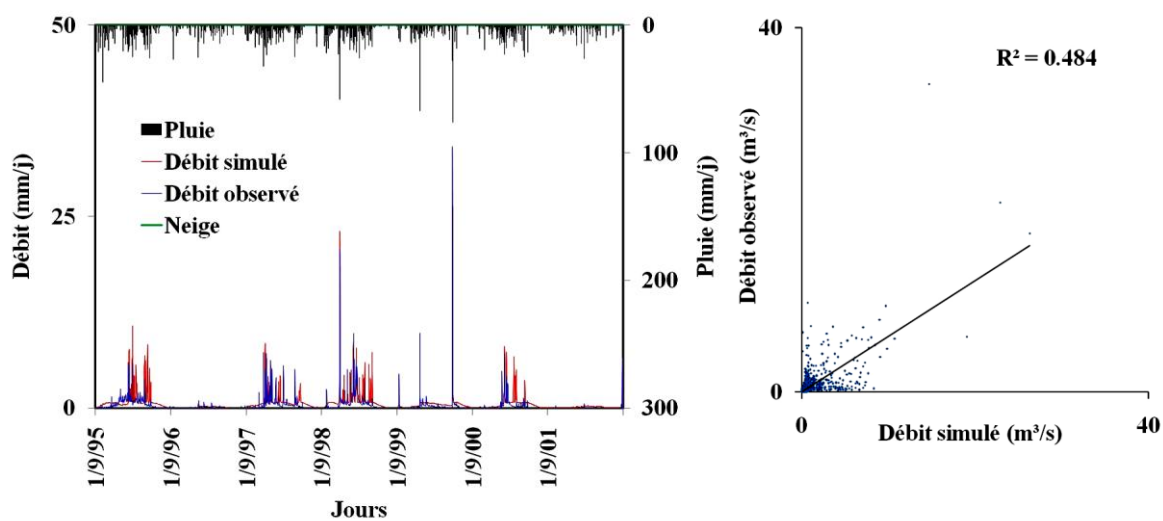 50
25
0
Débit (mm/j)
Pluie
Débit simulé
Débit observé
Neige
0
100
200
300
Pluie (mm/j)
1/9/95
1/9/96
1/9/97
1/9/98
1/9/99
1/9/00
1/9/01
Jours
40
R² = 0.484
Débit observé (m³/s)
0
0
Débit simulé (m³/s)
40